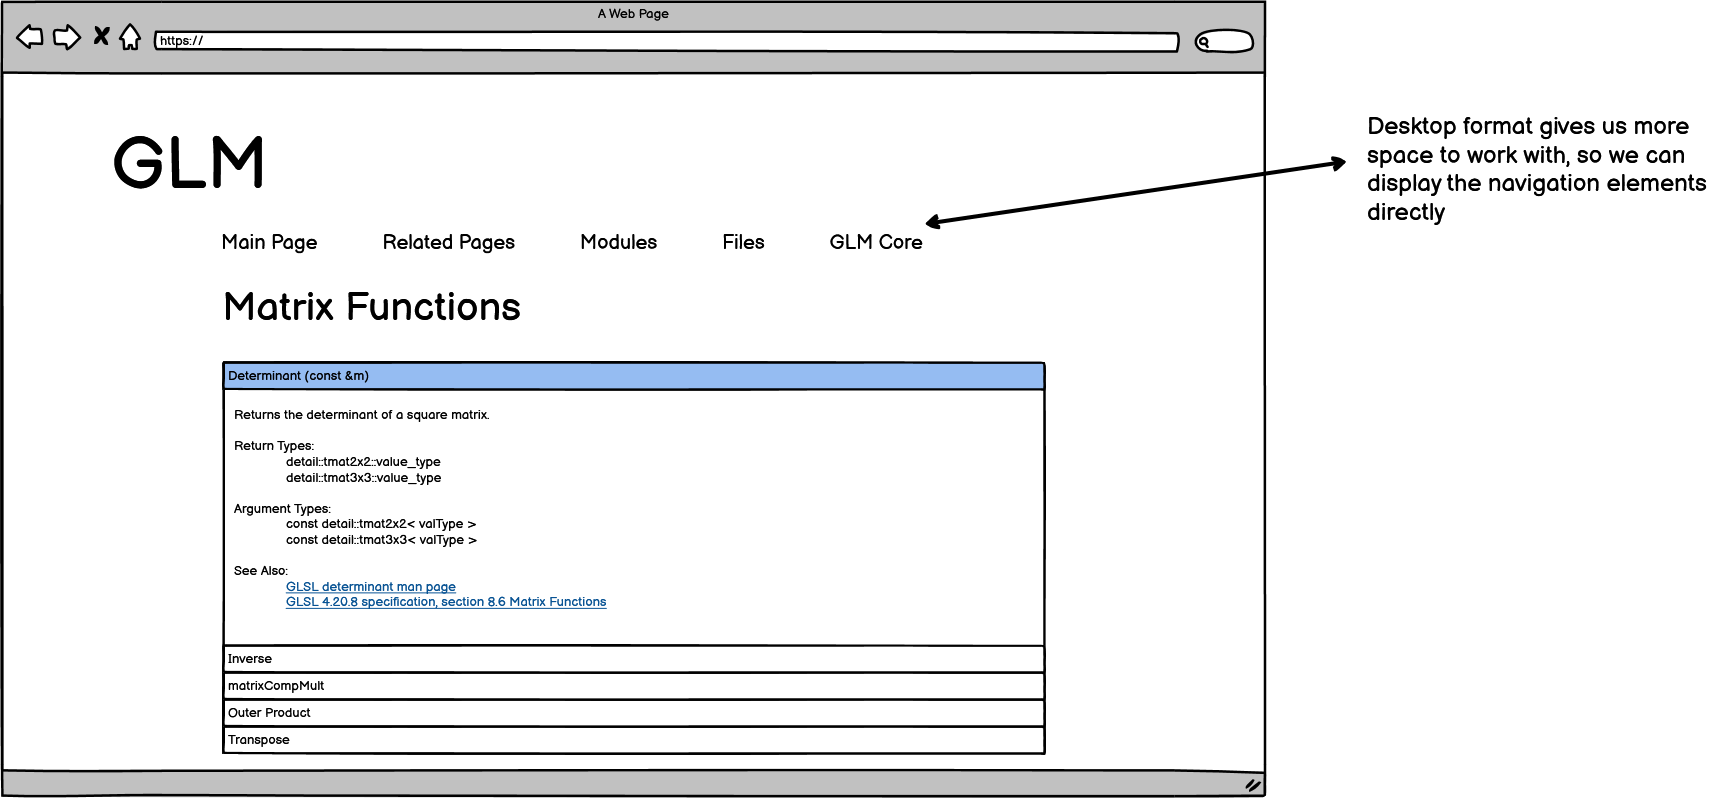 A Web Page
https://
GLM
Desktop format gives us more
space to work with, so we can
display the navigation elements
directly
Main Page Related Pages Modules Files GLM Core
Matrix Functions
Determinant (const &m)
Returns the determinant of a square matrix.
Return Types:
detail::tmat2x2::value_type
detail::tmat3x3::value_type
Argument Types:
const detail::tmat2x2< valType >
const detail::tmat3x3< valType >
See Also:
GLSL determinant man page
GLSL 4.20.8 specification, section 8.6 Matrix Functions
Inverse
matrixCompMult
Outer Product
Transpose